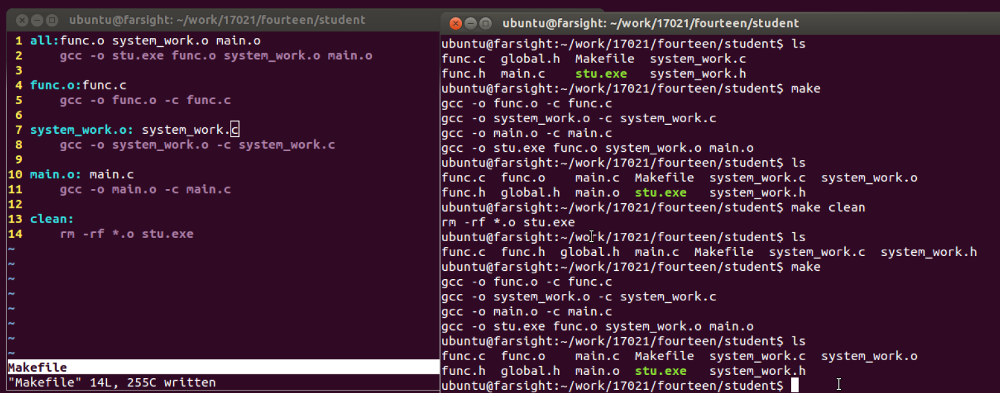 ubuntu@farsight: ~/work/17021/fourteen/student
1 all:func.o system_work.o main.o
2     gcc -o stu.exe func.o system_work.o main.o
3
4 func.o:func.c
5     gcc -o func.o -c func.c
6
7 system_work.o: system_work.c
8     gcc -o system_work.o -c system_work.c
9
10 main.o: main.c
11     gcc -o main.o -c main.c
12
13 clean:
14     rm -rf *.o stu.exe
~
~
~
~
~
~
~
~
Makefile
"Makefile" 14L, 255C written
ubuntu@farsight: ~/work/17021/fourteen/student
ubuntu@farsight:~/work/17021/fourteen/student$ ls
func.c  global.h  Makefile  system_work.c
func.h  main.c    stu.exe   system_work.h
ubuntu@farsight:~/work/17021/fourteen/student$ make
gcc -o func.o -c func.c
gcc -o system_work.o -c system_work.c
gcc -o main.o -c main.c
gcc -o stu.exe func.o system_work.o main.o
ubuntu@farsight:~/work/17021/fourteen/student$ ls
func.c  func.o    main.c  Makefile  system_work.c  system_work.o
func.h  global.h  main.o  stu.exe   system_work.h
ubuntu@farsight:~/work/17021/fourteen/student$ make clean
rm -rf *.o stu.exe
ubuntu@farsight:~/work/17021/fourteen/student$ ls
func.c  func.h  global.h  main.c  Makefile  system_work.c  system_work.h
ubuntu@farsight:~/work/17021/fourteen/student$ make
gcc -o func.o -c func.c
gcc -o system_work.o -c system_work.c
gcc -o main.o -c main.c
gcc -o stu.exe func.o system_work.o main.o
ubuntu@farsight:~/work/17021/fourteen/student$ ls
func.c  func.o    main.c  Makefile  system_work.c  system_work.o
func.h  global.h  main.o  stu.exe   system_work.h
ubuntu@farsight:~/work/17021/fourteen/student$